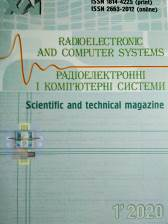 ISSN 1814-4225 (print)
ISSN 2663-2012 (online)
RADIOELECTRONIC
AND COMPUTER SYSTEMS
РАДІОЕЛЕКТРОННІ
І КОМП'ЮТЕРНІ СИСТЕМИ
Scientific and technical magazine
1'2020